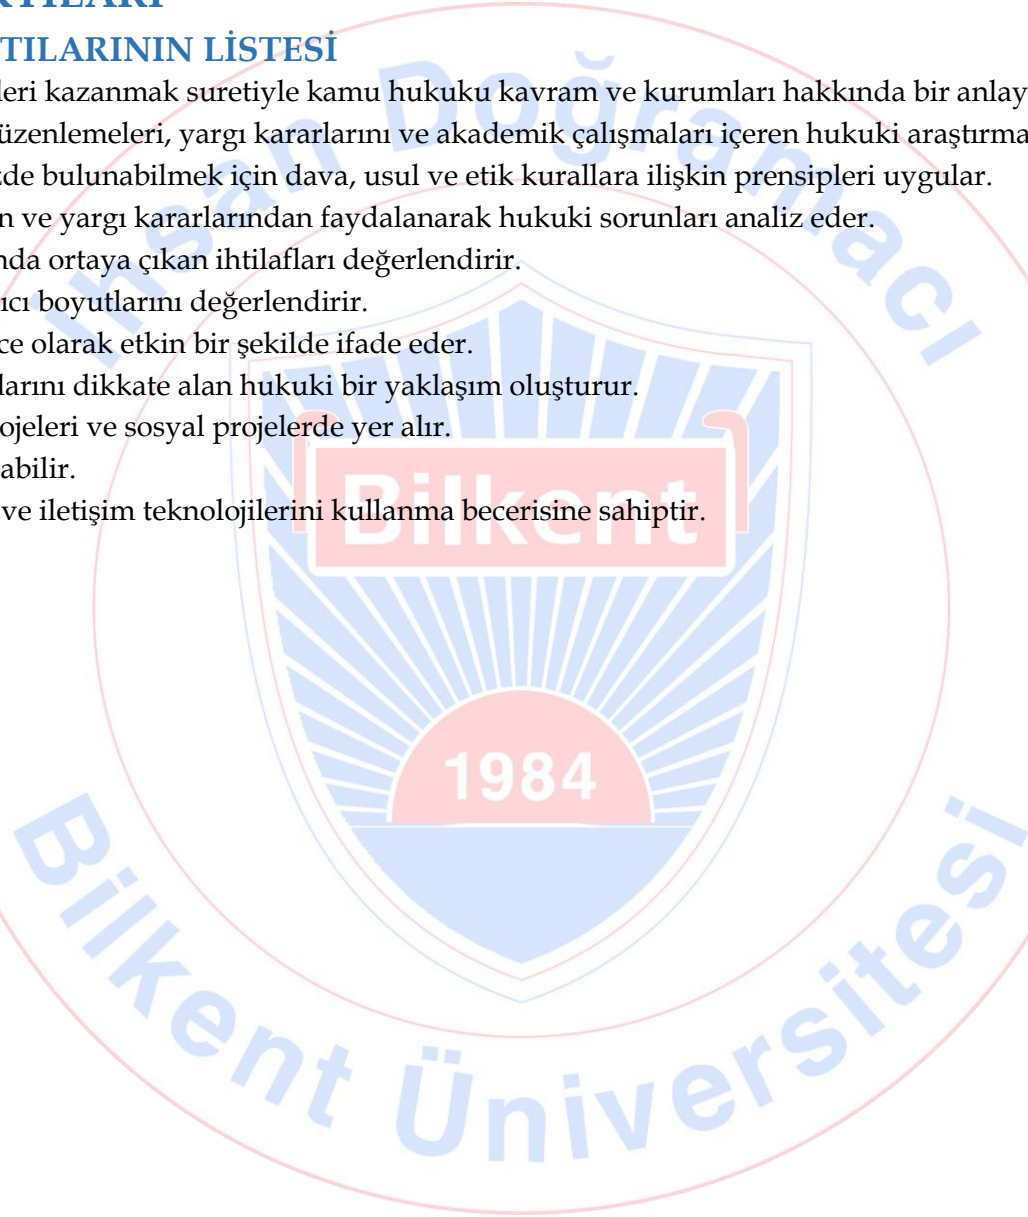 TILARININ LİSTESİ
leri kazanmak suretiyle kamu hukuku kavram ve kurumları hakkında bir anlay
düzenlemeleri, yargı kararlarını ve akademik çalışmaları içeren hukuki araştırma
de bulunabilmek için dava, usul ve etik kurallara ilişkin prensipleri uygular.
n ve yargı kararlarından faydalanarak hukuki sorunları analiz eder.
nda ortaya çıkan ihtilafları değerlendirir.
ıcı boyutlarını değerlendirir.
ce olarak etkin bir şekilde ifade eder.
larını dikkate alan hukuki bir yaklaşım oluşturur.
ojeleri ve sosyal projelerde yer alır.
abilir.
ve iletişim teknolojilerini kullanma becerisine sahiptir.
İhsan Doğramacı
Bilkent
1984
Bilkent Üniversitesi